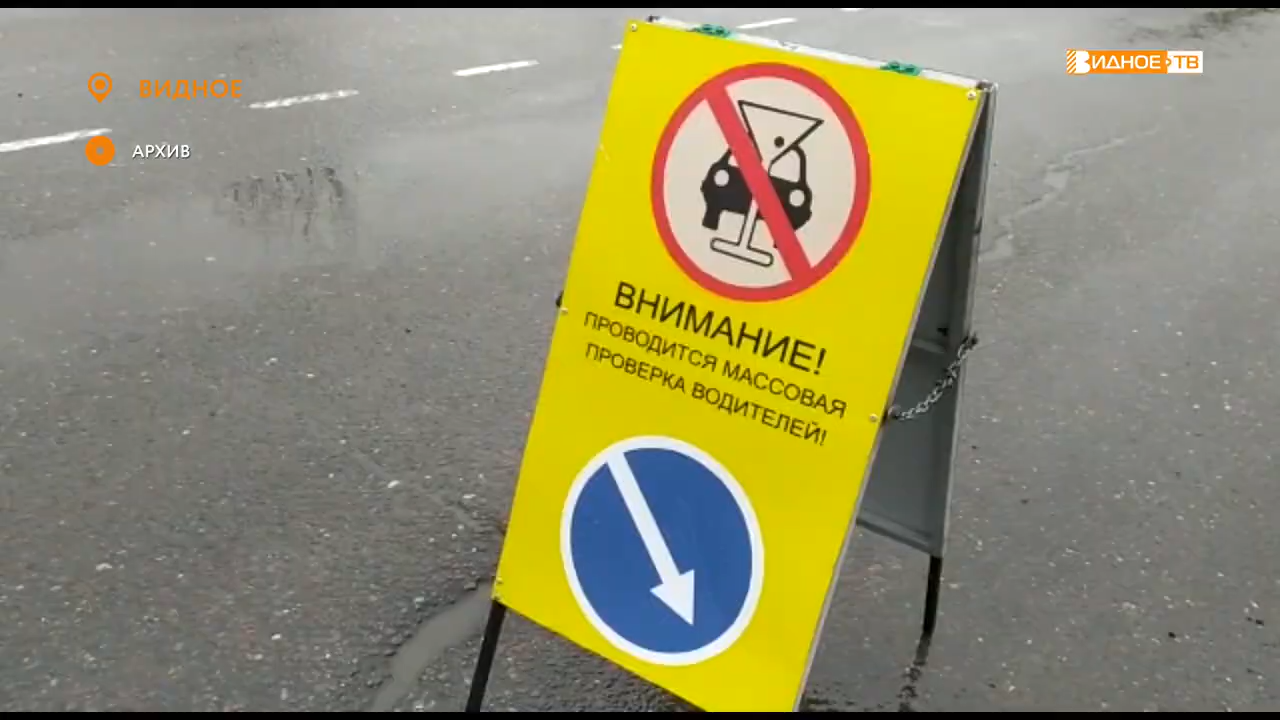 ВИДНОЕ
АРХИВ
ВИДНОЕ ТВ
ВНИМАНИЕ!
ПРОВОДИТСЯ МАССОВАЯ
ПРОВЕРКА ВОДИТЕЛЕЙ!